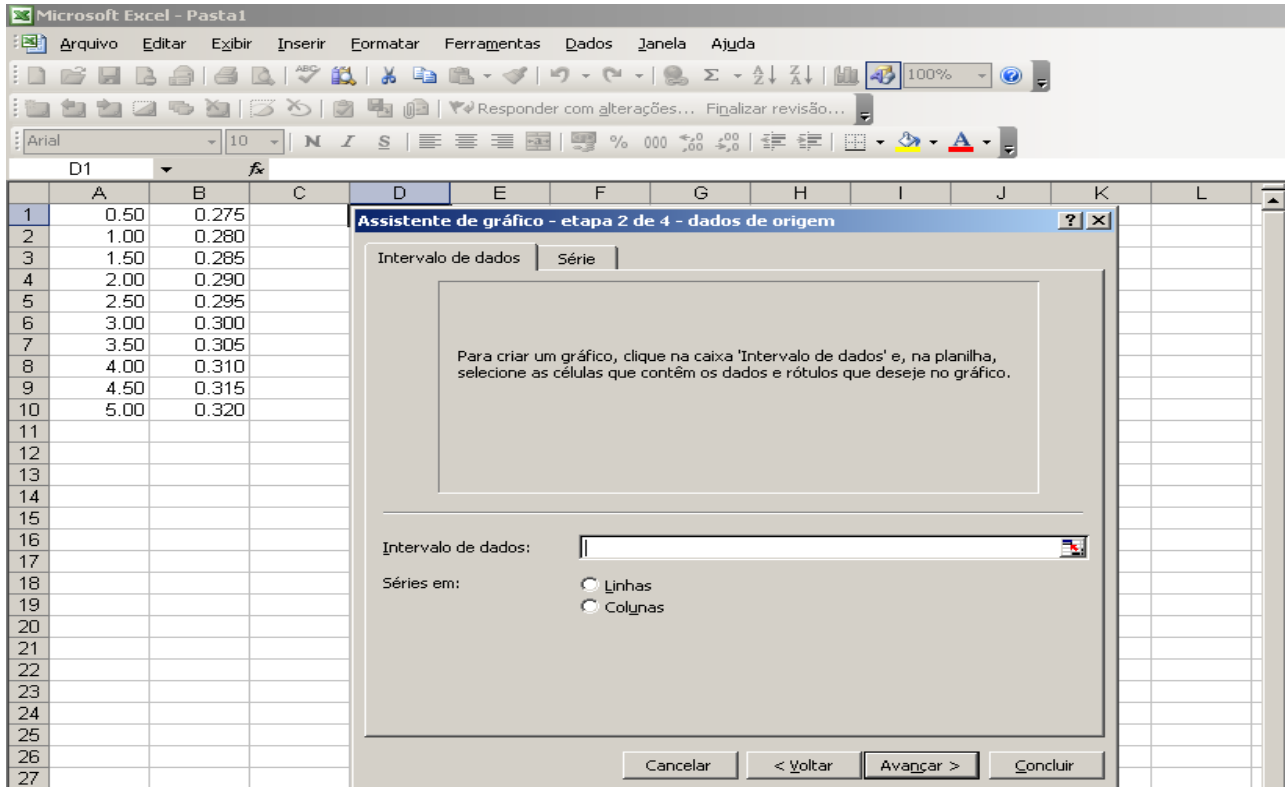 Microsoft Excel - Pasta1
Arquivo Editar Exibir Inserir Formatar Ferramentas Dados Janela Ajuda
ABC Σ A Z Z A 100% ?
Responder com alterações... Finalizar revisão...
Arial 10 N I S % 000 A
D1 fx
A B C D E F G H I J K L
1 0.50 0.275
2 1.00 0.280
3 1.50 0.285
4 2.00 0.290
5 2.50 0.295
6 3.00 0.300
7 3.50 0.305
8 4.00 0.310
9 4.50 0.315
10 5.00 0.320
11
12
13
14
15
16
17
18
19
20
21
22
23
24
25
26
27
Assistente de gráfico - etapa 2 de 4 - dados de origem
Intervalo de dados Série
Para criar um gráfico, clique na caixa 'Intervalo de dados' e, na planilha,
selecione as células que contêm os dados e rótulos que deseje no gráfico.
Intervalo de dados:
Séries em: Linhas
Colunas
Cancelar < Voltar Avançar > Concluir